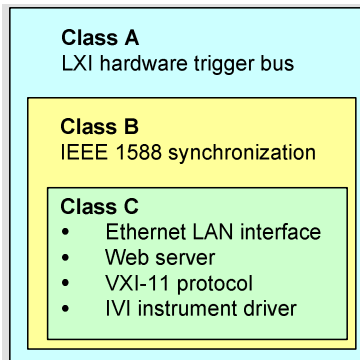 Class A
LXI hardware trigger bus
Class B
IEEE 1588 synchronization
Class C
• Ethernet LAN interface
• Web server
• VXI-11 protocol
• IVI instrument driver